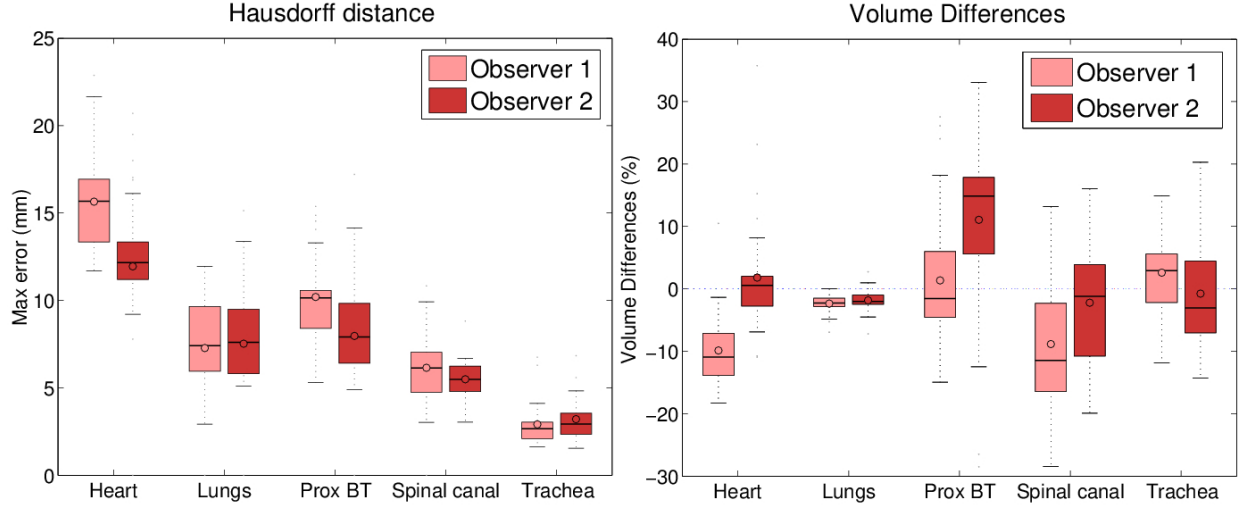 Hausdorff distance
Max error (mm)
25
20
15
10
5
0
Observer 1
Observer 2
Heart Lungs Prox BT Spinal canal Trachea
Volume Differences
Volume Differences (%)
40
30
20
10
0
−10
−20
−30
Observer 1
Observer 2
Heart Lungs Prox BT Spinal canal Trachea